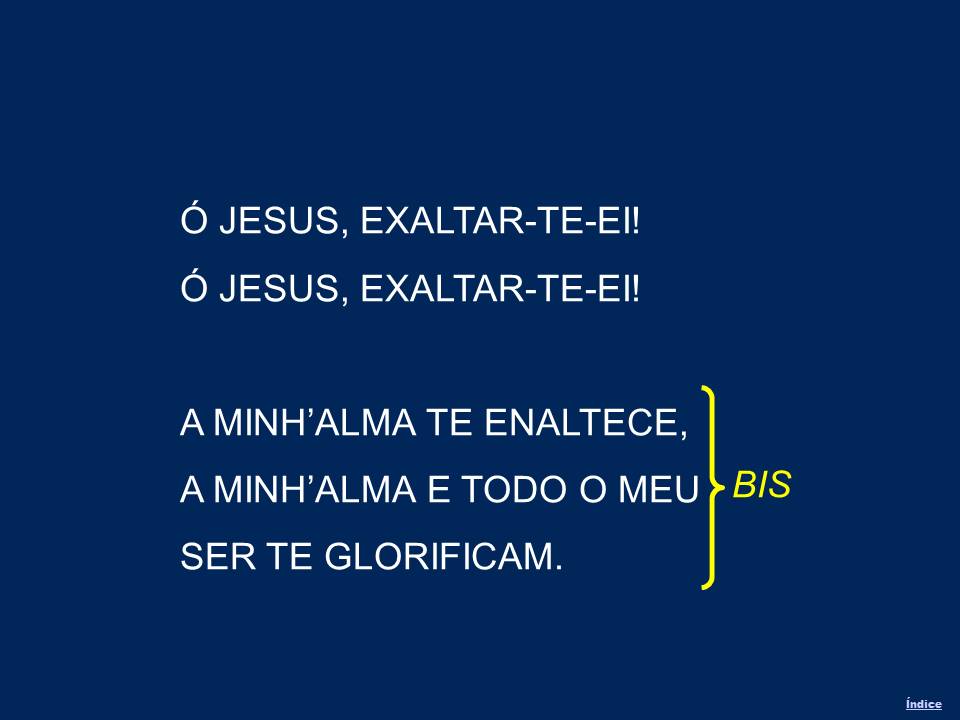 Ó JESUS, EXALTAR-TE-EI!
Ó JESUS, EXALTAR-TE-EI!
A MINH’ALMA TE ENALTECE,
A MINH’ALMA E TODO O MEU
SER TE GLORIFICAM.
BIS
Índice